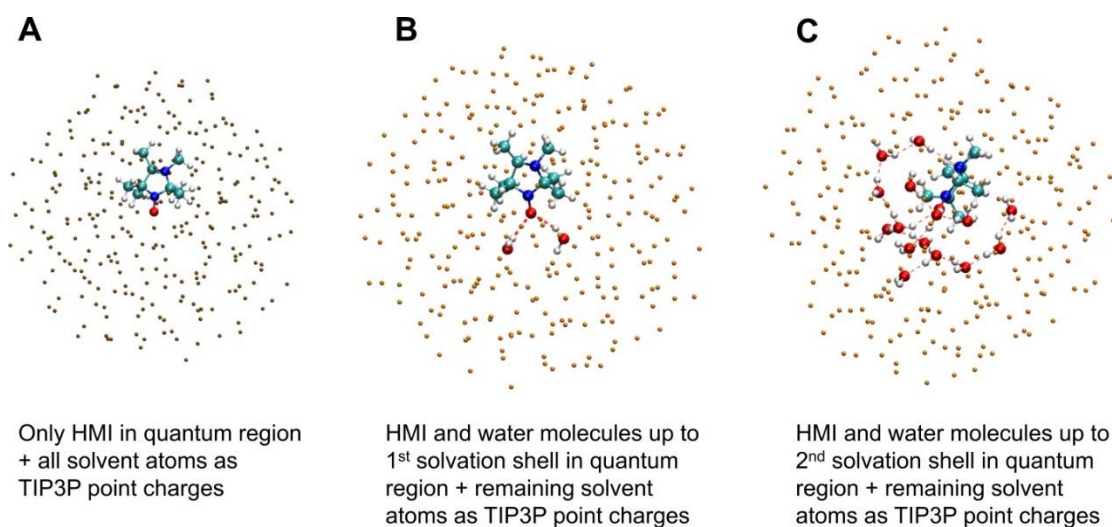 A
B
C
Only HMI in quantum region
+ all solvent atoms as
TIP3P point charges
HMI and water molecules up to
1st solvation shell in quantum
region + remaining solvent
atoms as TIP3P point charges
HMI and water molecules up to
2nd solvation shell in quantum
region + remaining solvent
atoms as TIP3P point charges